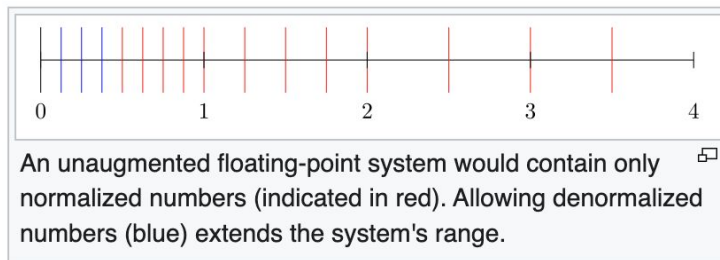 0 1 2 3 4
An unaugmented floating-point system would contain only
normalized numbers (indicated in red). Allowing denormalized
numbers (blue) extends the system's range.